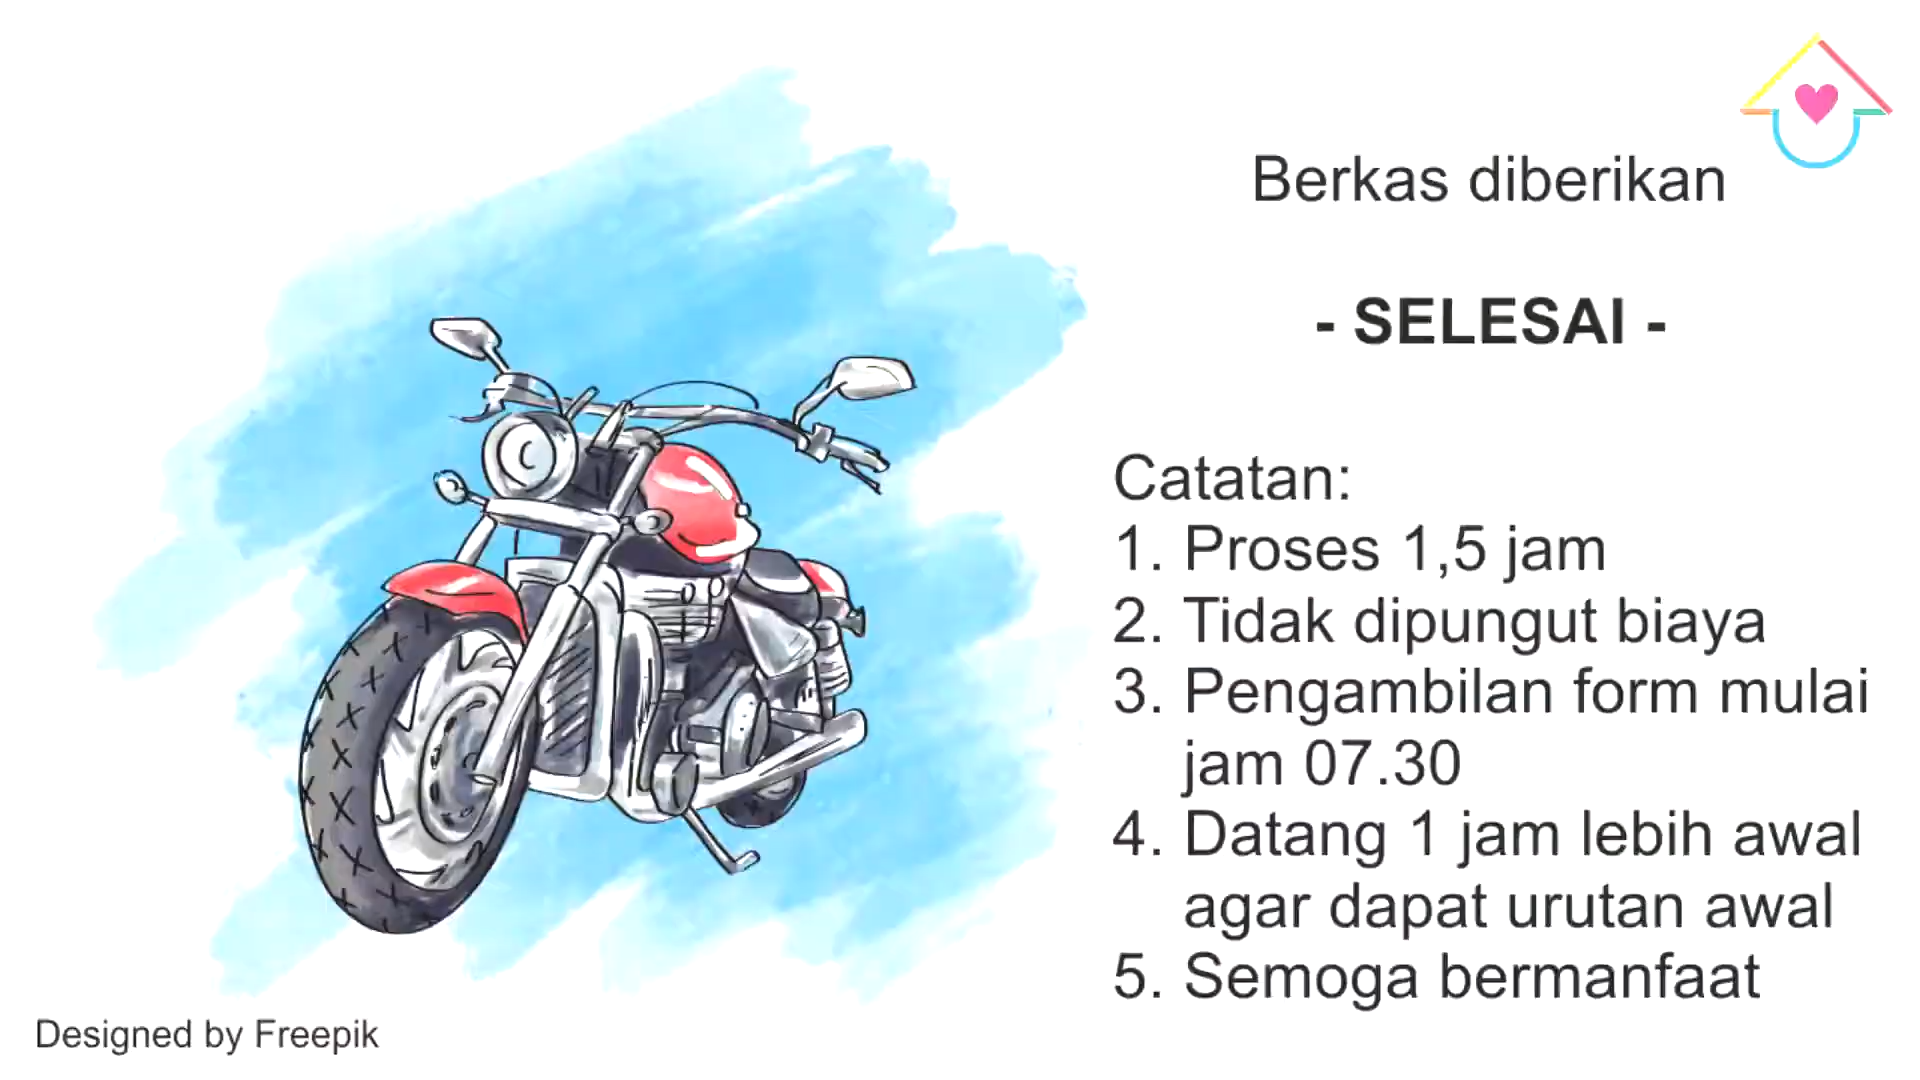 Berkas diberikan
- SELESAI -
Catatan:
1. Proses 1,5 jam
2. Tidak dipungut biaya
3. Pengambilan form mulai
jam 07.30
4. Datang 1 jam lebih awal
agar dapat urutan awal
5. Semoga bermanfaat
Designed by Freepik